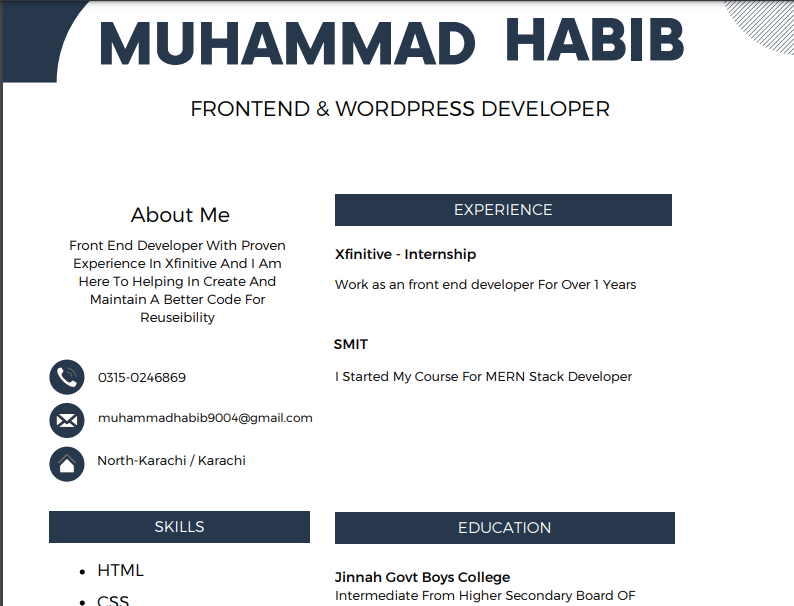 MUHAMMAD HABIB
FRONTEND & WORDPRESS DEVELOPER
About Me
Front End Developer With Proven
Experience In Xfinitive And I Am
Here To Helping In Create And
Maintain A Better Code For
Reuseibility
0315-0246869
muhammadhabib9004@gmail.com
North-Karachi / Karachi
SKILLS
HTML
CSS
EXPERIENCE
Xfinitive - Internship
Work as an front end developer For Over 1 Years
SMIT
I Started My Course For MERN Stack Developer
EDUCATION
Jinnah Govt Boys College
Intermediate From Higher Secondary Board OF